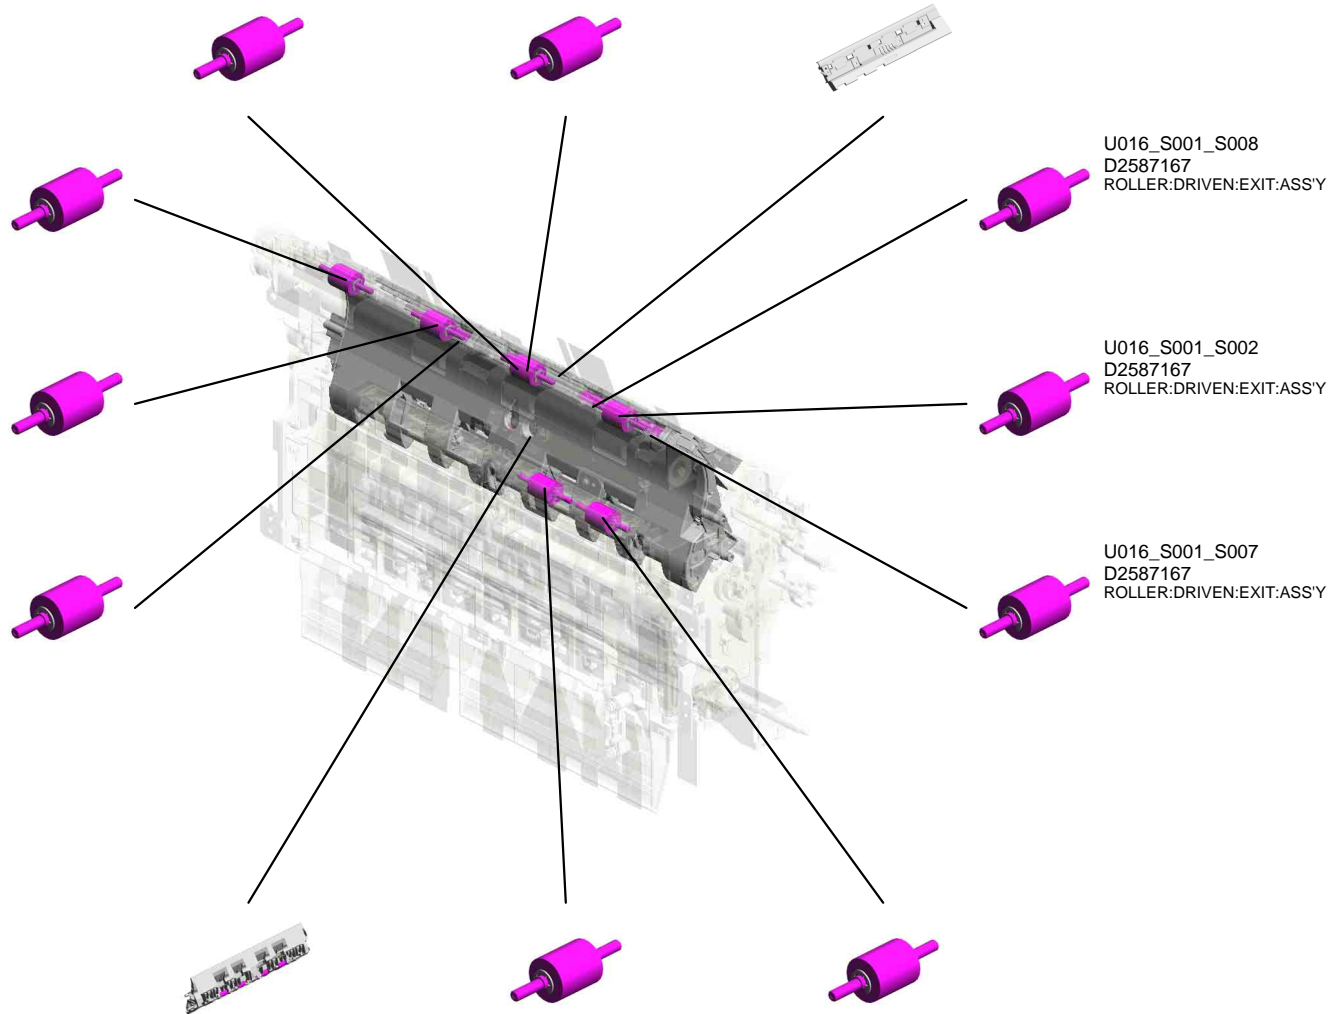 U016_S001_S008
D2587167
ROLLER:DRIVEN:EXIT:ASS'Y
U016_S001_S002
D2587167
ROLLER:DRIVEN:EXIT:ASS'Y
U016_S001_S007
D2587167
ROLLER:DRIVEN:EXIT:ASS'Y